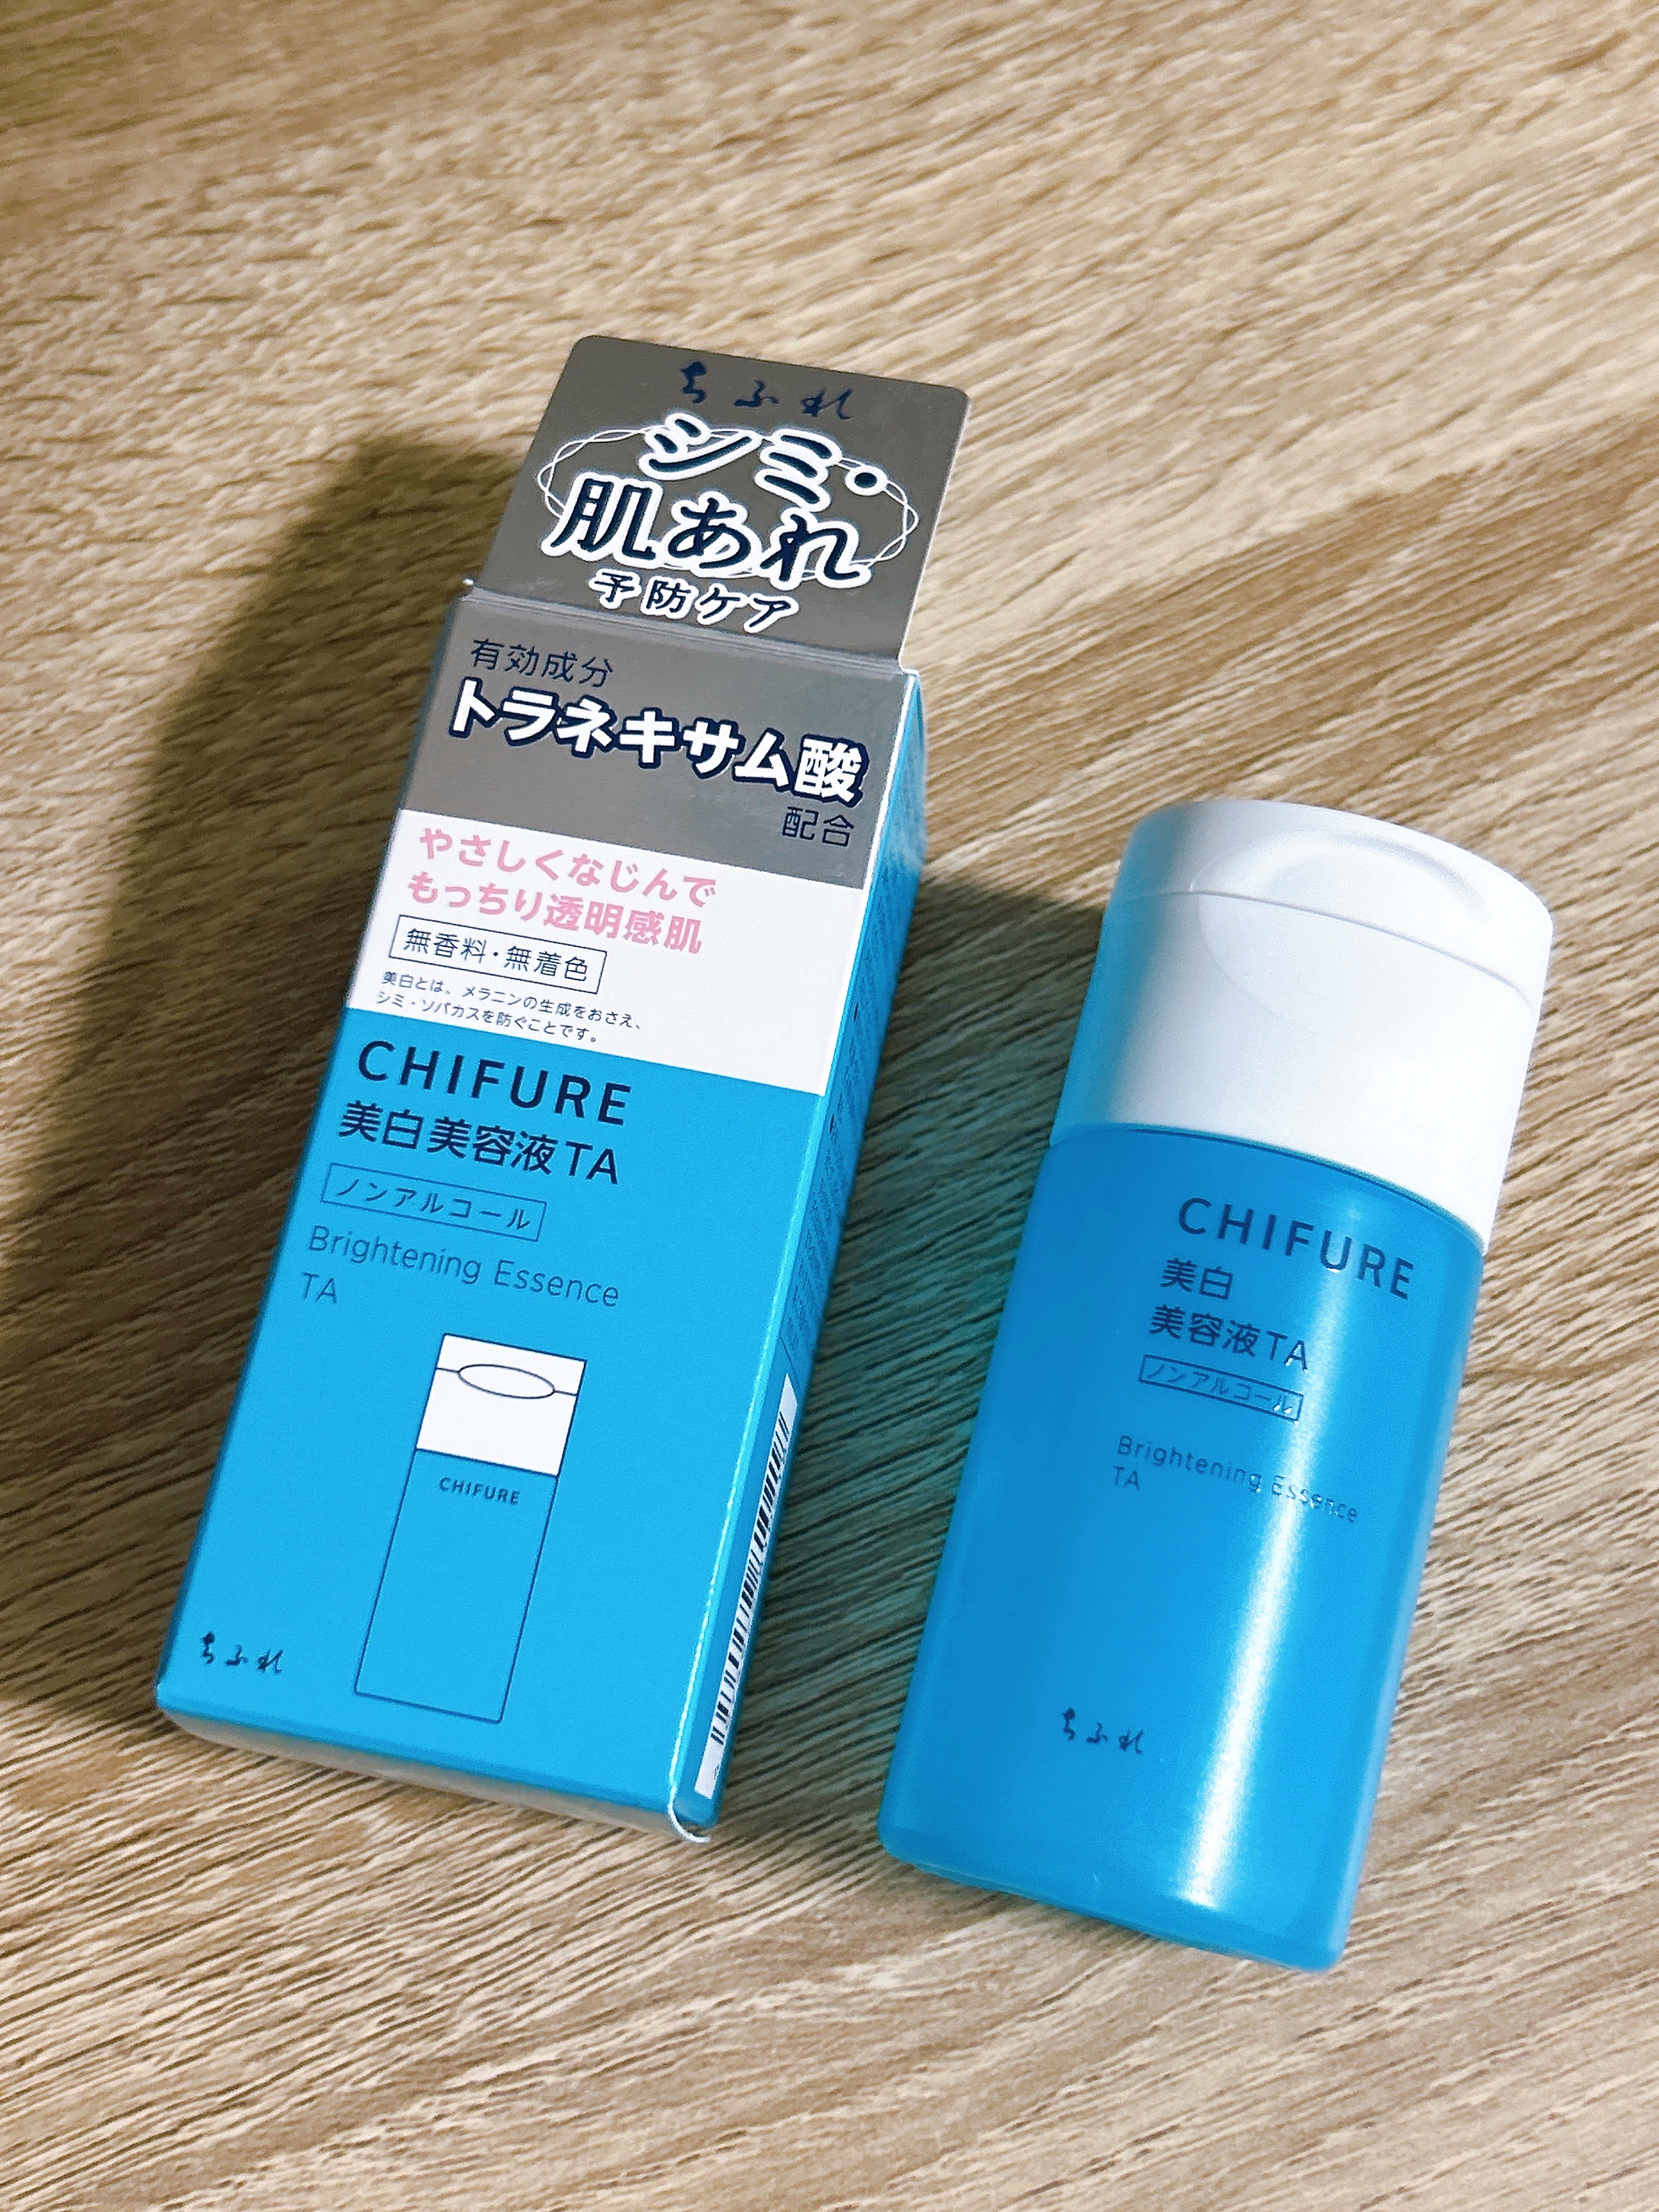 ちふれ
シミ・
肌あれ
予防ケア
有効成分
トラネキサム酸
配合
やさしくなじんで
もっちり透明感肌
無香料・無着色
美白とは、メラニンの生成をおさえ、
シミ・ソバカスを防ぐことです。
CHIFURE
美白美容液TA
ノンアルコール
Brightening Essence
TA
CHIFURE
ちふれ
CHIFURE
美白
美容液TA
ノンアルコール
Brightening Essence
TA
ちふれ